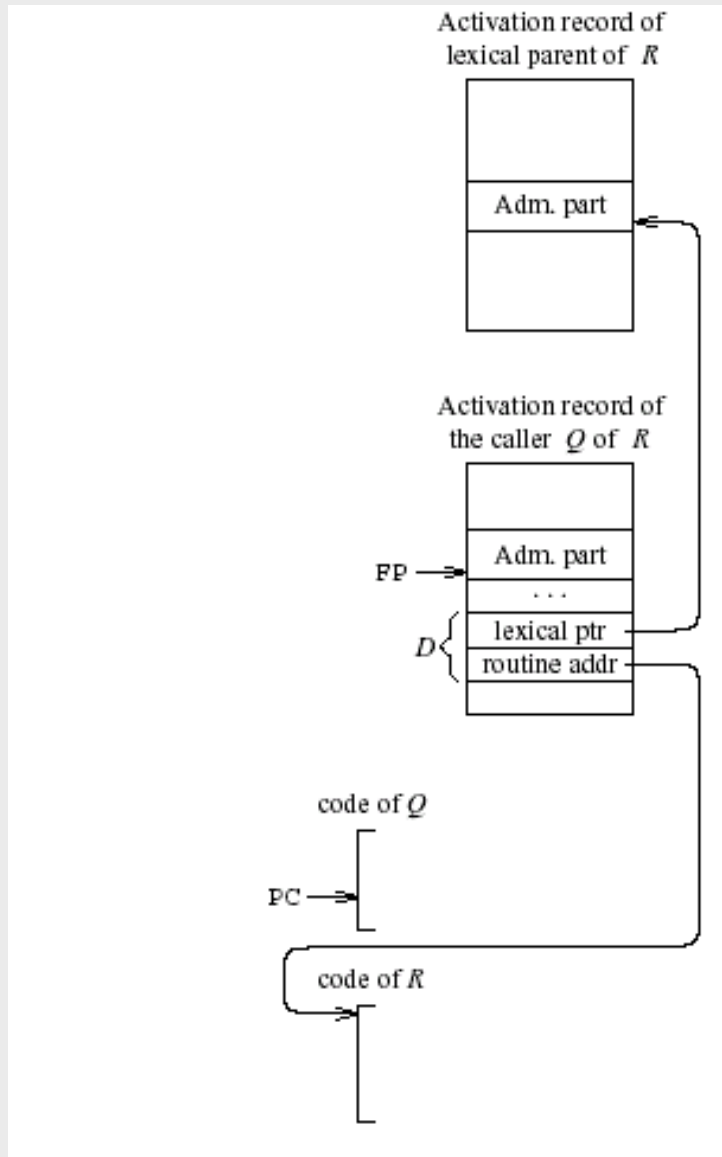 Activation record of
lexical parent of R
Adm. part
Activation record of
the caller Q of R
Adm. part
FP
. . .
D
lexical ptr
routine addr
code of Q
PC
code of R